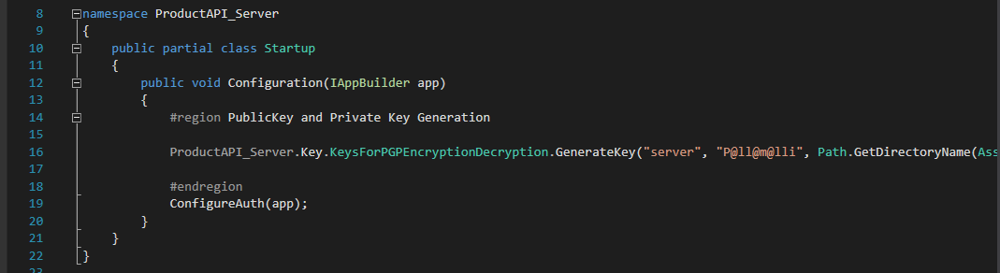 8 namespace ProductAPI_Server
9 {
10 public partial class Startup
11 {
12 public void Configuration(IAppBuilder app)
13 {
14 #region PublicKey and Private Key Generation
15
16 ProductAPI_Server.Key.KeysForPGPEncryptionDecryption.GenerateKey("server", "P@ll@m@lli", Path.GetDirectoryName(Ass
17
18 #endregion
19 ConfigureAuth(app);
20 }
21 }
22 }
23